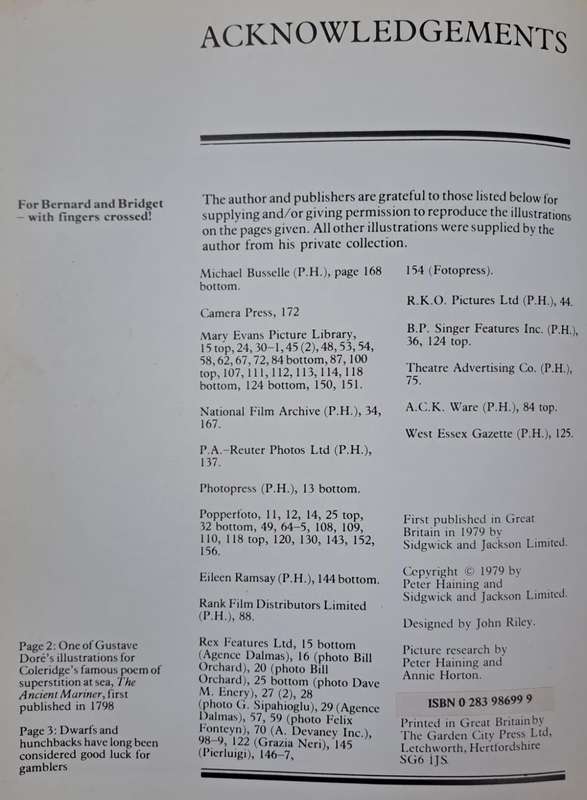 ACKNOWLEDGEMENTS
For Bernard and Bridget
– with fingers crossed!
The author and publishers are grateful to those listed below for
supplying and/or giving permission to reproduce the illustrations
on the pages given. All other illustrations were supplied by the
author from his private collection.
Michael Busselle (P.H.), page 168
bottom.
Camera Press, 172
Mary Evans Picture Library,
15 top, 24, 30–1, 45 (2), 48, 53, 54,
58, 62, 67, 72, 84 bottom, 87, 100
top, 107, 111, 112, 113, 114, 118
bottom, 124 bottom, 150, 151.
National Film Archive (P.H.), 34,
167.
P.A.–Reuter Photos Ltd (P.H.),
137.
Photopress (P.H.), 13 bottom.
Popperfoto, 11, 12, 14, 25 top,
32 bottom, 49, 64–5, 108, 109,
110, 118 top, 120, 130, 143, 152,
156.
Eileen Ramsay (P.H.), 144 bottom.
Rank Film Distributors Limited
(P.H.), 88.
Rex Features Ltd, 15 bottom
(Agence Dalmas), 16 (photo Bill
Orchard), 20 (photo Bill
Orchard), 25 bottom (photo Dave
M. Enery), 27 (2), 28
(photo G. Sipahioglu), 29 (Agence
Dalmas), 57, 59 (photo Felix
Fonteyn), 70 (A. Devaney Inc.),
98–9, 122 (Grazia Neri), 145
(Pierluigi), 146–7,
154 (Fotopress).
R.K.O. Pictures Ltd (P.H.), 44.
B.P. Singer Features Inc. (P.H.),
36, 124 top.
Theatre Advertising Co. (P.H.),
75.
A.C.K. Ware (P.H.), 84 top.
West Essex Gazette (P.H.), 125.
First published in Great
Britain in 1979 by
Sidgwick and Jackson Limited.
Copyright © 1979 by
Peter Haining and
Sidgwick and Jackson Limited.
Designed by John Riley.
Picture research by
Peter Haining and
Annie Horton.
ISBN 0 283 98699 9
Printed in Great Britain by
The Garden City Press Ltd,
Letchworth, Hertfordshire
SG6 1JS.
Page 2: One of Gustave
Doré's illustrations for
Coleridge's famous poem of
superstition at sea, The
Ancient Mariner, first
published in 1798
Page 3: Dwarfs and
hunchbacks have long been
considered good luck for
gamblers